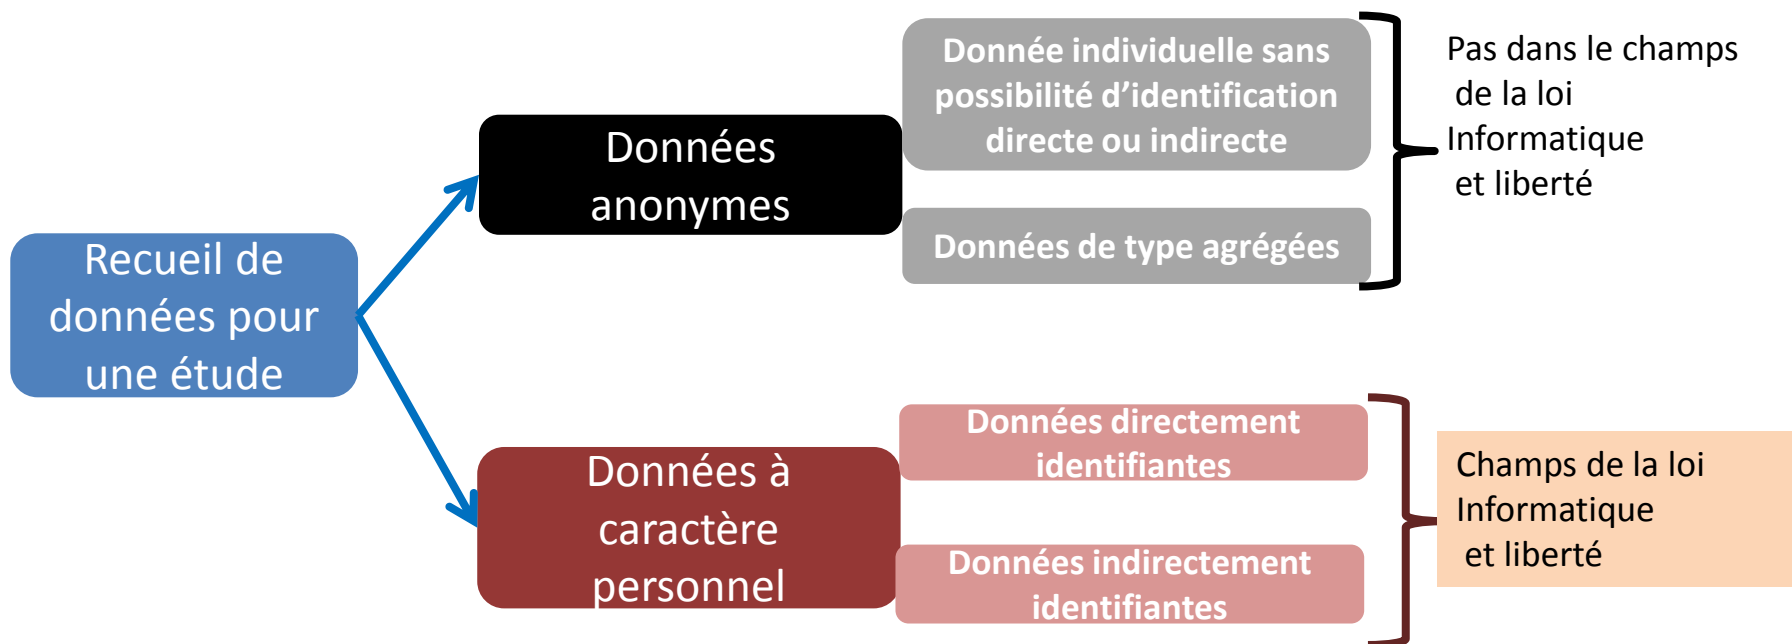 Recueil de
données pour
une étude
Données
anonymes
Donnée individuelle sans
possibilité d’identification
directe ou indirecte
Données de type agrégées
Pas dans le champs
de la loi
Informatique
et liberté
Données à
caractère
personnel
Données directement
identifiantes
Données indirectement
identifiantes
Champs de la loi
Informatique
et liberté